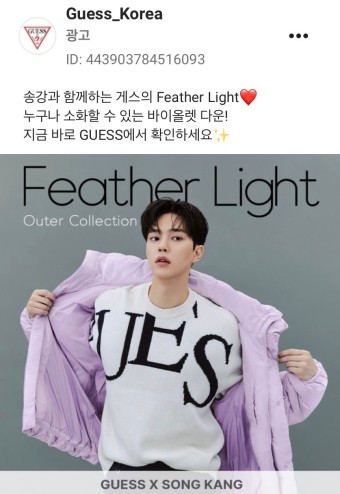 Guess_Korea
광고
ID: 443903784516093
송강과 함께하는 게스의 Feather Light❤️
누구나 소화할 수 있는 바이올렛 다운!
지금 바로 GUESS에서 확인하세요✨
GUESS
?
Feather Light
Outer Collection
UE'S
GUESS X SONG KANG